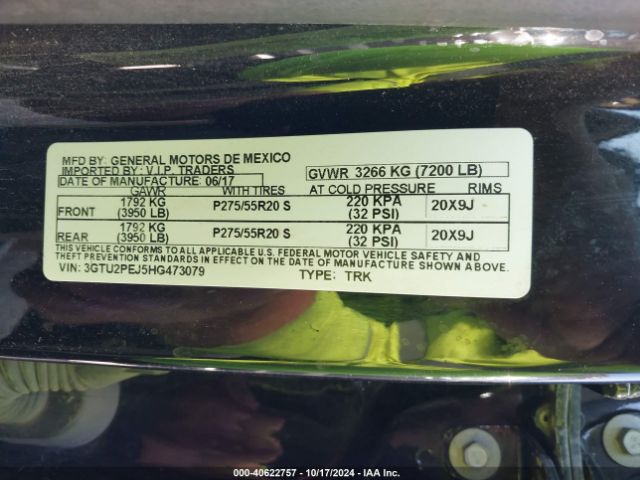 MFD BY: GENERAL MOTORS DE MEXICO
IMPORTED BY: V.I.P. TRADERS
DATE OF MANUFACTURE: 06/17 GVWR 3266 KG (7200 LB)
GAWR WITH TIRES AT COLD PRESSURE RIMS
FRONT 1792 KG (3950 LB) P275/55R20 S 220 KPA (32 PSI) 20X9J
REAR 1792 KG (3950 LB) P275/55R20 S 220 KPA (32 PSI) 20X9J
THIS VEHICLE CONFORMS TO ALL APPLICABLE U.S. FEDERAL MOTOR VEHICLE SAFETY AND
THEFT PREVENTION STANDARDS IN EFFECT ON THE DATE OF MANUFACTURE SHOWN ABOVE.
VIN: 3GTU2PEJ5HG473079 TYPE: TRK
000-40622757 - 10/17/2024 - IAA Inc.